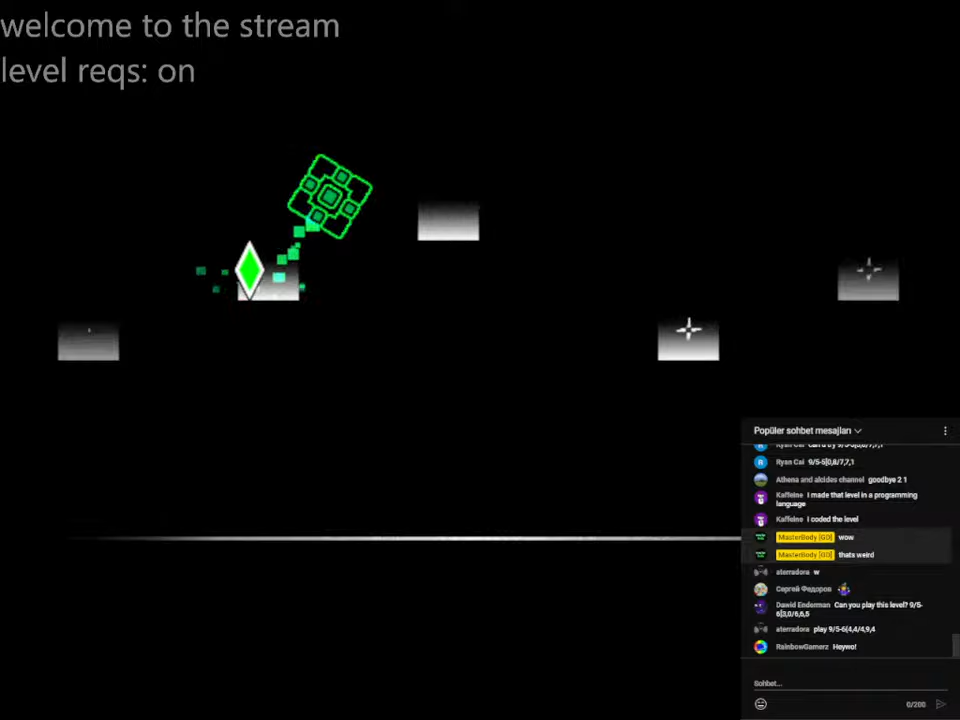 welcome to the stream
level reqs: on
Popüler sohbet mesajları
Ryan Cai 9/5-5[0,8/7,7,1
Athena and alcides channel goodbye 2 1
Kaffeine I made that level in a programming
language
Kaffeine I coded the level
MasterBody [GD] wow
MasterBody [GD] thats weird
aterradora w
Сергей Федоров
Dawid Enderman Can you play this level? 9/5-
6[3,0/6,6,5
aterradora play 9/5-6(4,4/4,9,4
RainbowGamerz Heywo!
Sohbet...
0/200